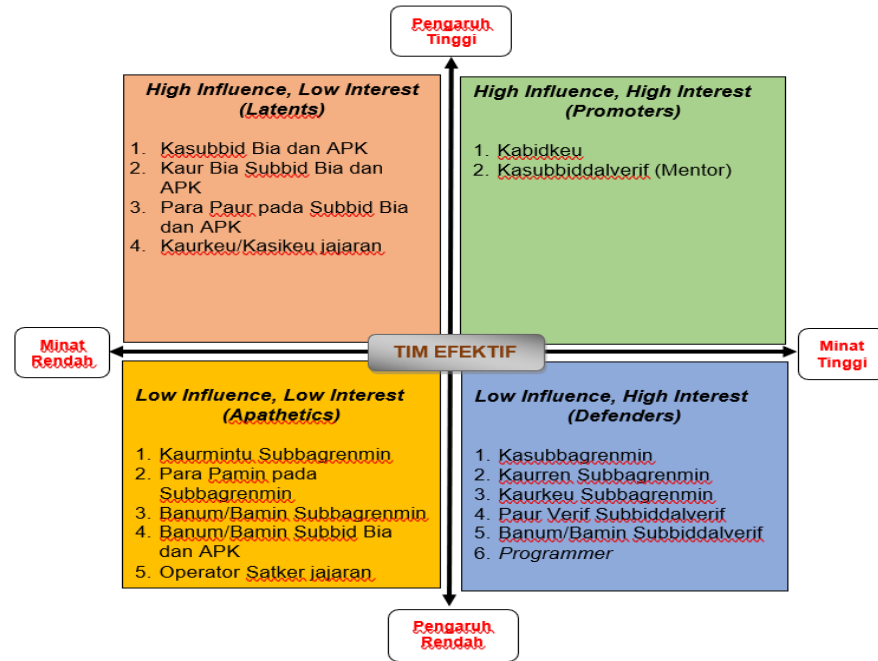 Pengaruh
Tinggi
High Influence, Low Interest
(Latents)
1. Kasubbid Bia dan APK
2. Kaur Bia Subbid Bia dan
APK
3. Para Paur pada Subbid Bia
dan APK
4. Kaurkeu/Kasikeu jajaran
High Influence, High Interest
(Promoters)
1. Kabidkeu
2. Kasubbiddalverif (Mentor)
Minat
Rendah
TIM EFEKTIF
Minat
Tinggi
Low Influence, Low Interest
(Apathetics)
1. Kaurmintu Subbagrenmin
2. Para Pamin pada
Subbagrenmin
3. Banum/Bamin Subbagrenmin
4. Banum/Bamin Subbid Bia
dan APK
5. Operator Satker jajaran
Low Influence, High Interest
(Defenders)
1. Kasubbagrenmin
2. Kaurren Subbagrenmin
3. Kaurkeu Subbagrenmin
4. Paur Verif Subbiddalverif
5. Banum/Bamin Subbiddalverif
6. Programmer
Pengaruh
Rendah